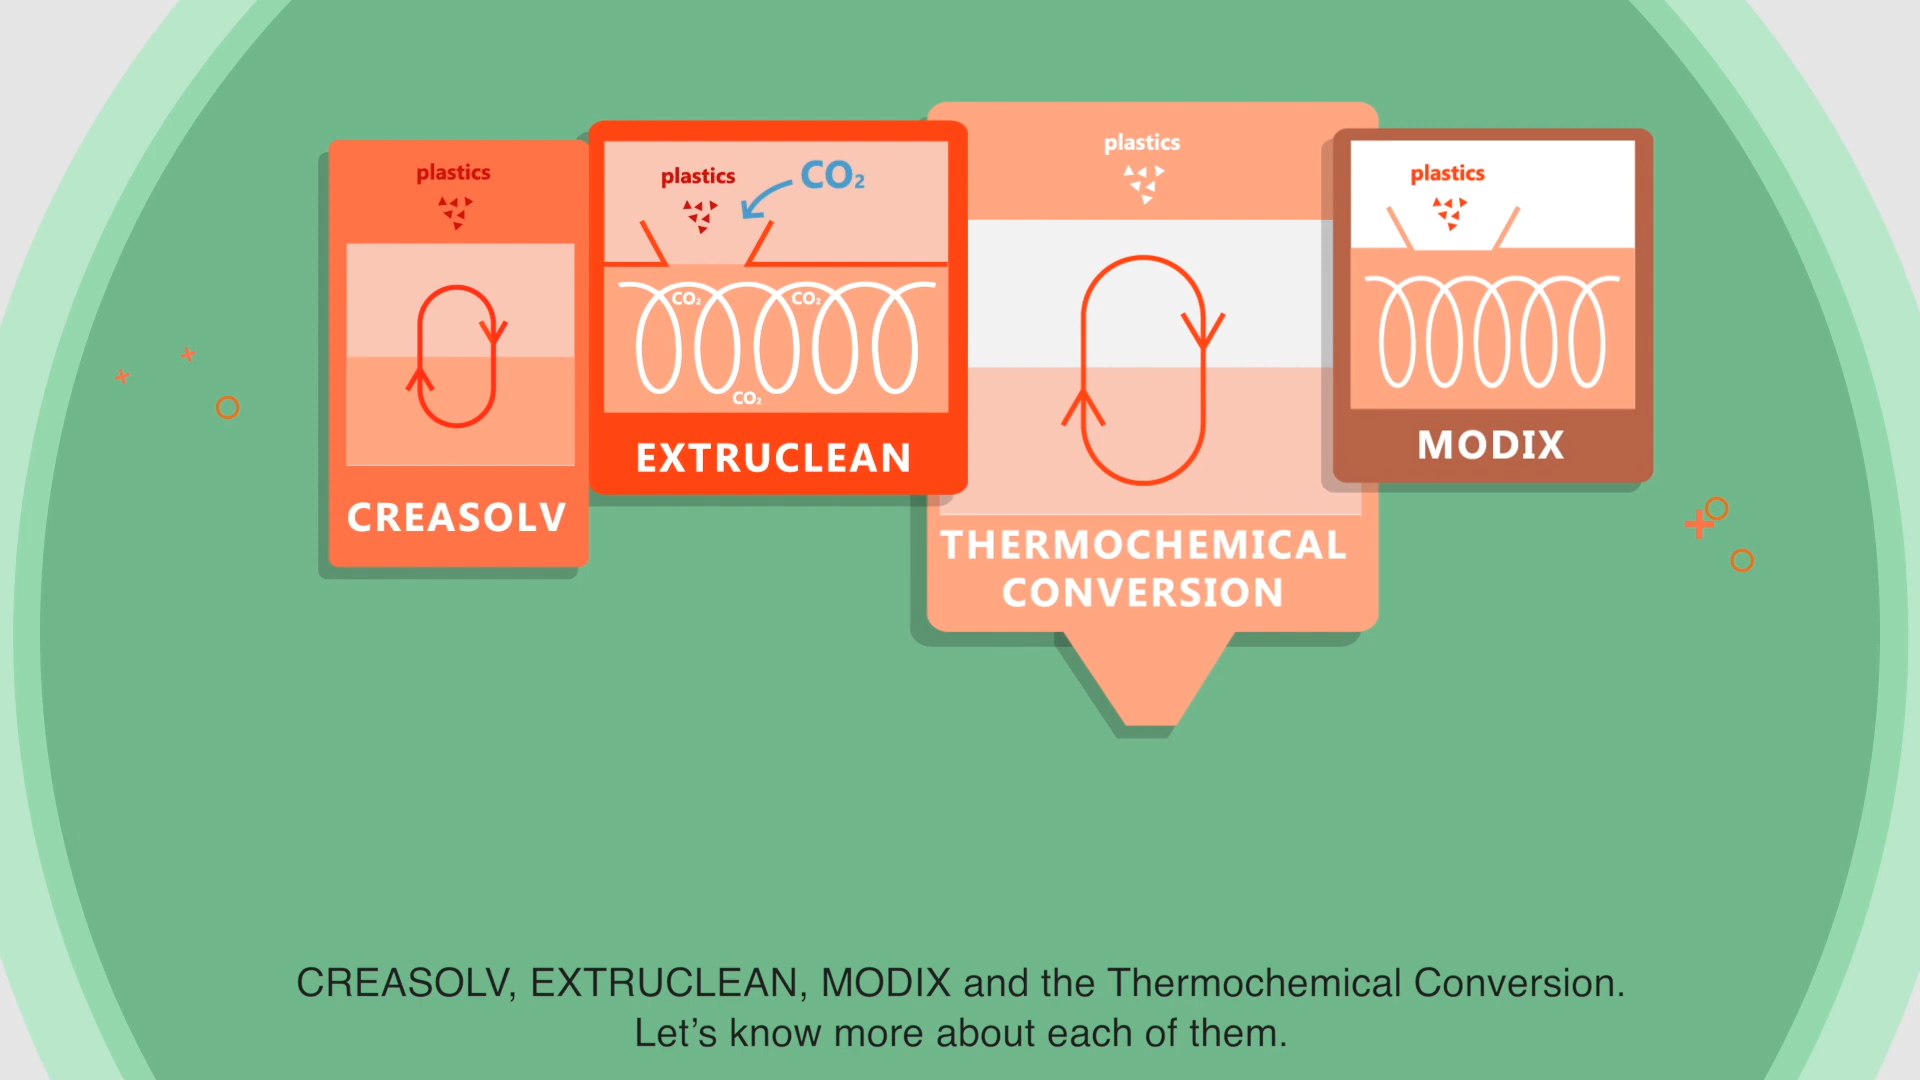 plastics
CREASOLV
plastics
CO₂
CO₂
CO₂
CO₂
EXTRUCLEAN
plastics
THERMOCHEMICAL
CONVERSION
plastics
MODIX
CREASOLV, EXTRUCLEAN, MODIX and the Thermochemical Conversion.
Let’s know more about each of them.